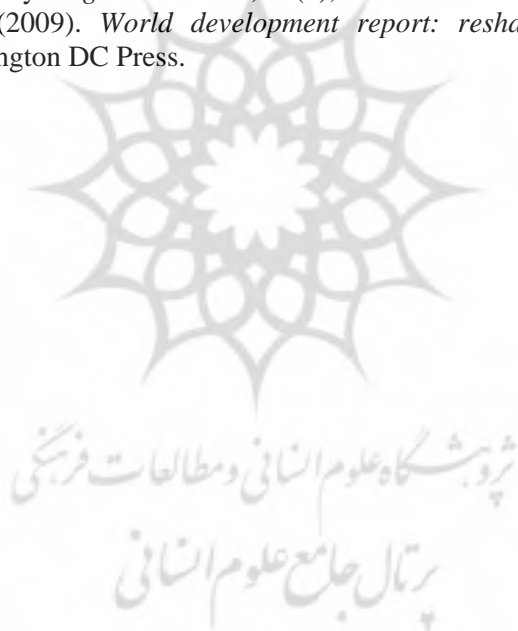 (2009). World development report: resha
ngton DC Press.
پژوهشگاه علوم انسانی و مطالعات فرهنگی
پرتال جامع علوم انسانی